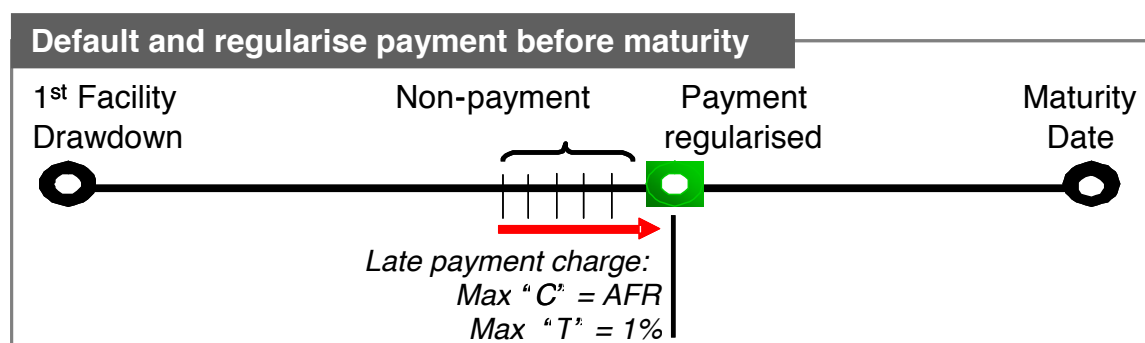 Default and regularise payment before maturity
1st Facility Drawdown
Non-payment
Payment regularised
Maturity Date
Late payment charge:
Max “C” = AFR
Max “T” = 1%